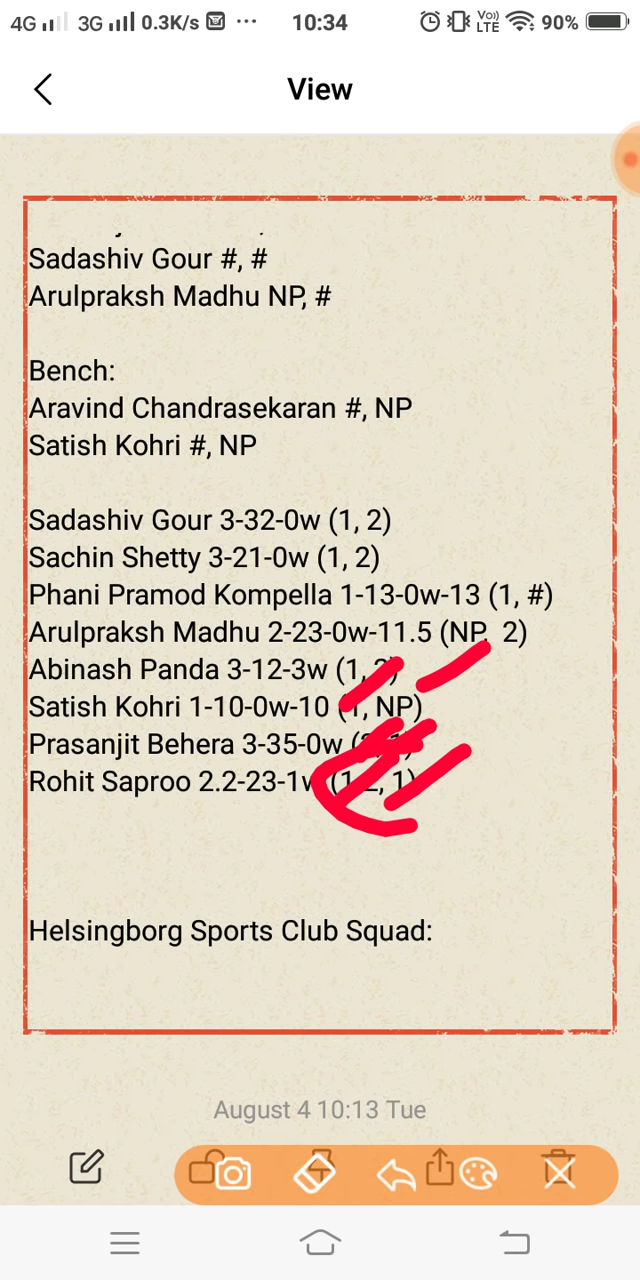 4G 3G 0.3K/s ... 10:34 Vo) LTE 90%
View
Sadashiv Gour #, #
Arulpraksh Madhu NP, #
Bench:
Aravind Chandrasekaran #, NP
Satish Kohri #, NP
Sadashiv Gour 3-32-0w (1, 2)
Sachin Shetty 3-21-0w (1, 2)
Phani Pramod Kompella 1-13-0w-13 (1, #)
Arulpraksh Madhu 2-23-0w-11.5 (NP, 2)
Abinash Panda 3-12-3w (1,
Satish Kohri 1-10-0w-10 (1, NP)
Prasanjit Behera 3-35-0w
Rohit Saproo 2.2-23-1w
Helsingborg Sports Club Squad:
August 4 10:13 Tue